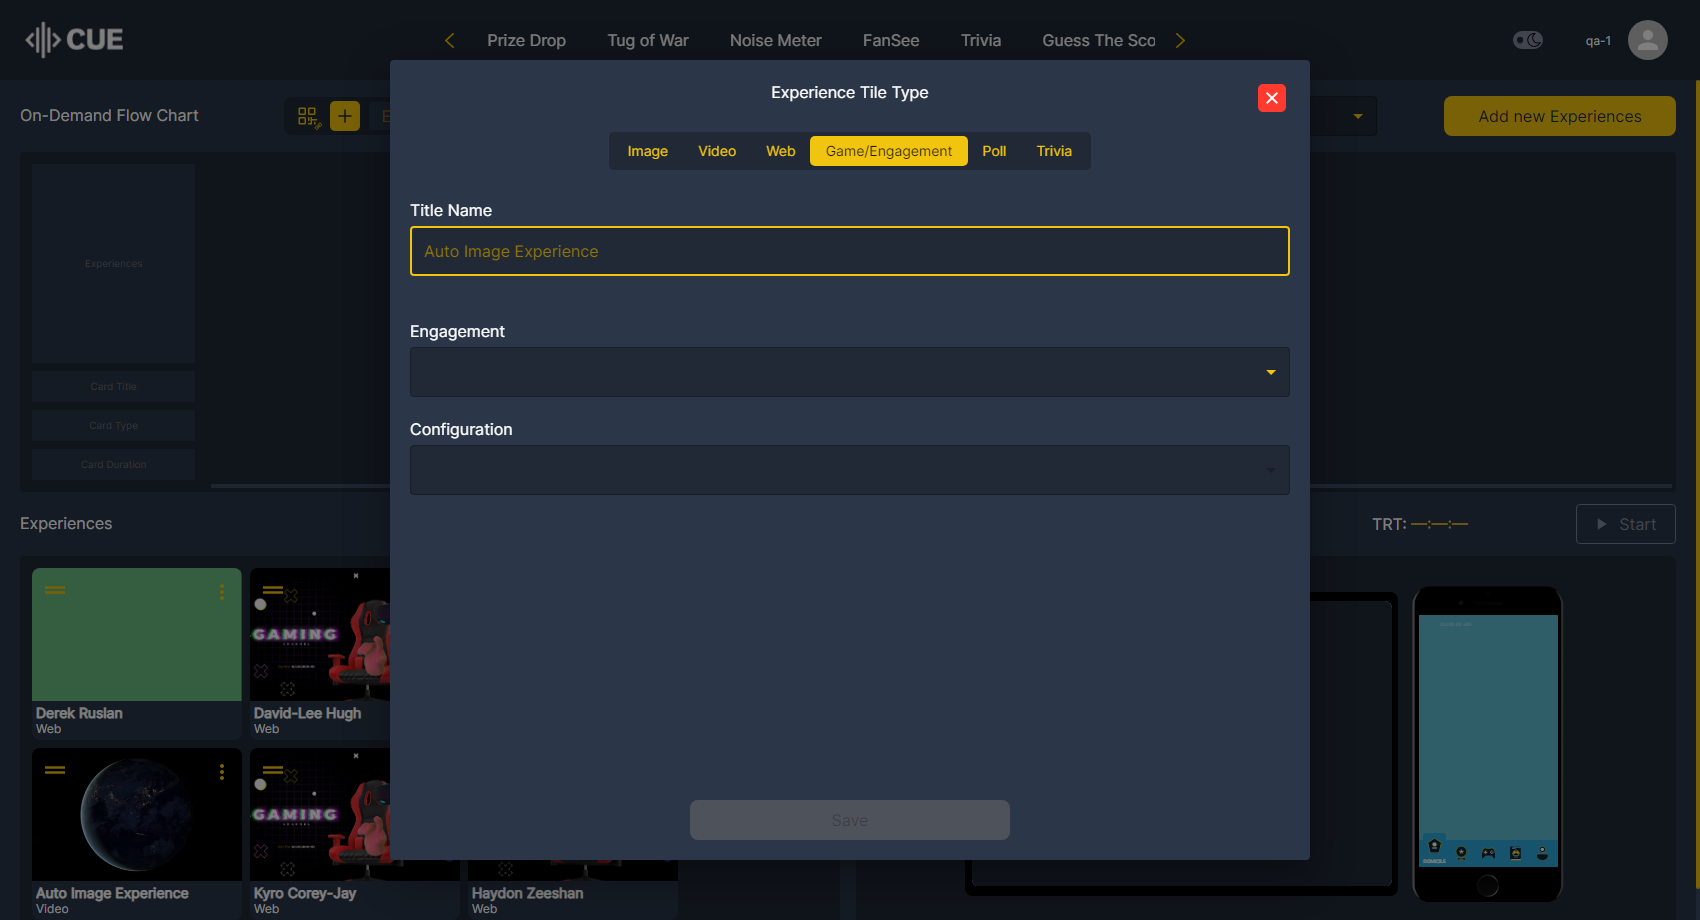 CUE
Prize Drop
Tug of War
Noise Meter
FanSee
Trivia
Guess The Sco
qa-1
On-Demand Flow Chart
Add new Experiences
Experience Tile Type
Image
Video
Web
Game/Engagement
Poll
Trivia
Title Name
Auto Image Experience
Engagement
Configuration
Save
Experiences
Card Title
Card Type
Card Duration
Experiences
TRT: —:—:—
Start
Derek Ruslan
Web
GAMING
David-Lee Hugh
Web
Auto Image Experience
Video
GAMING
Kyro Corey-Jay
Web
Haydon Zeeshan
Web